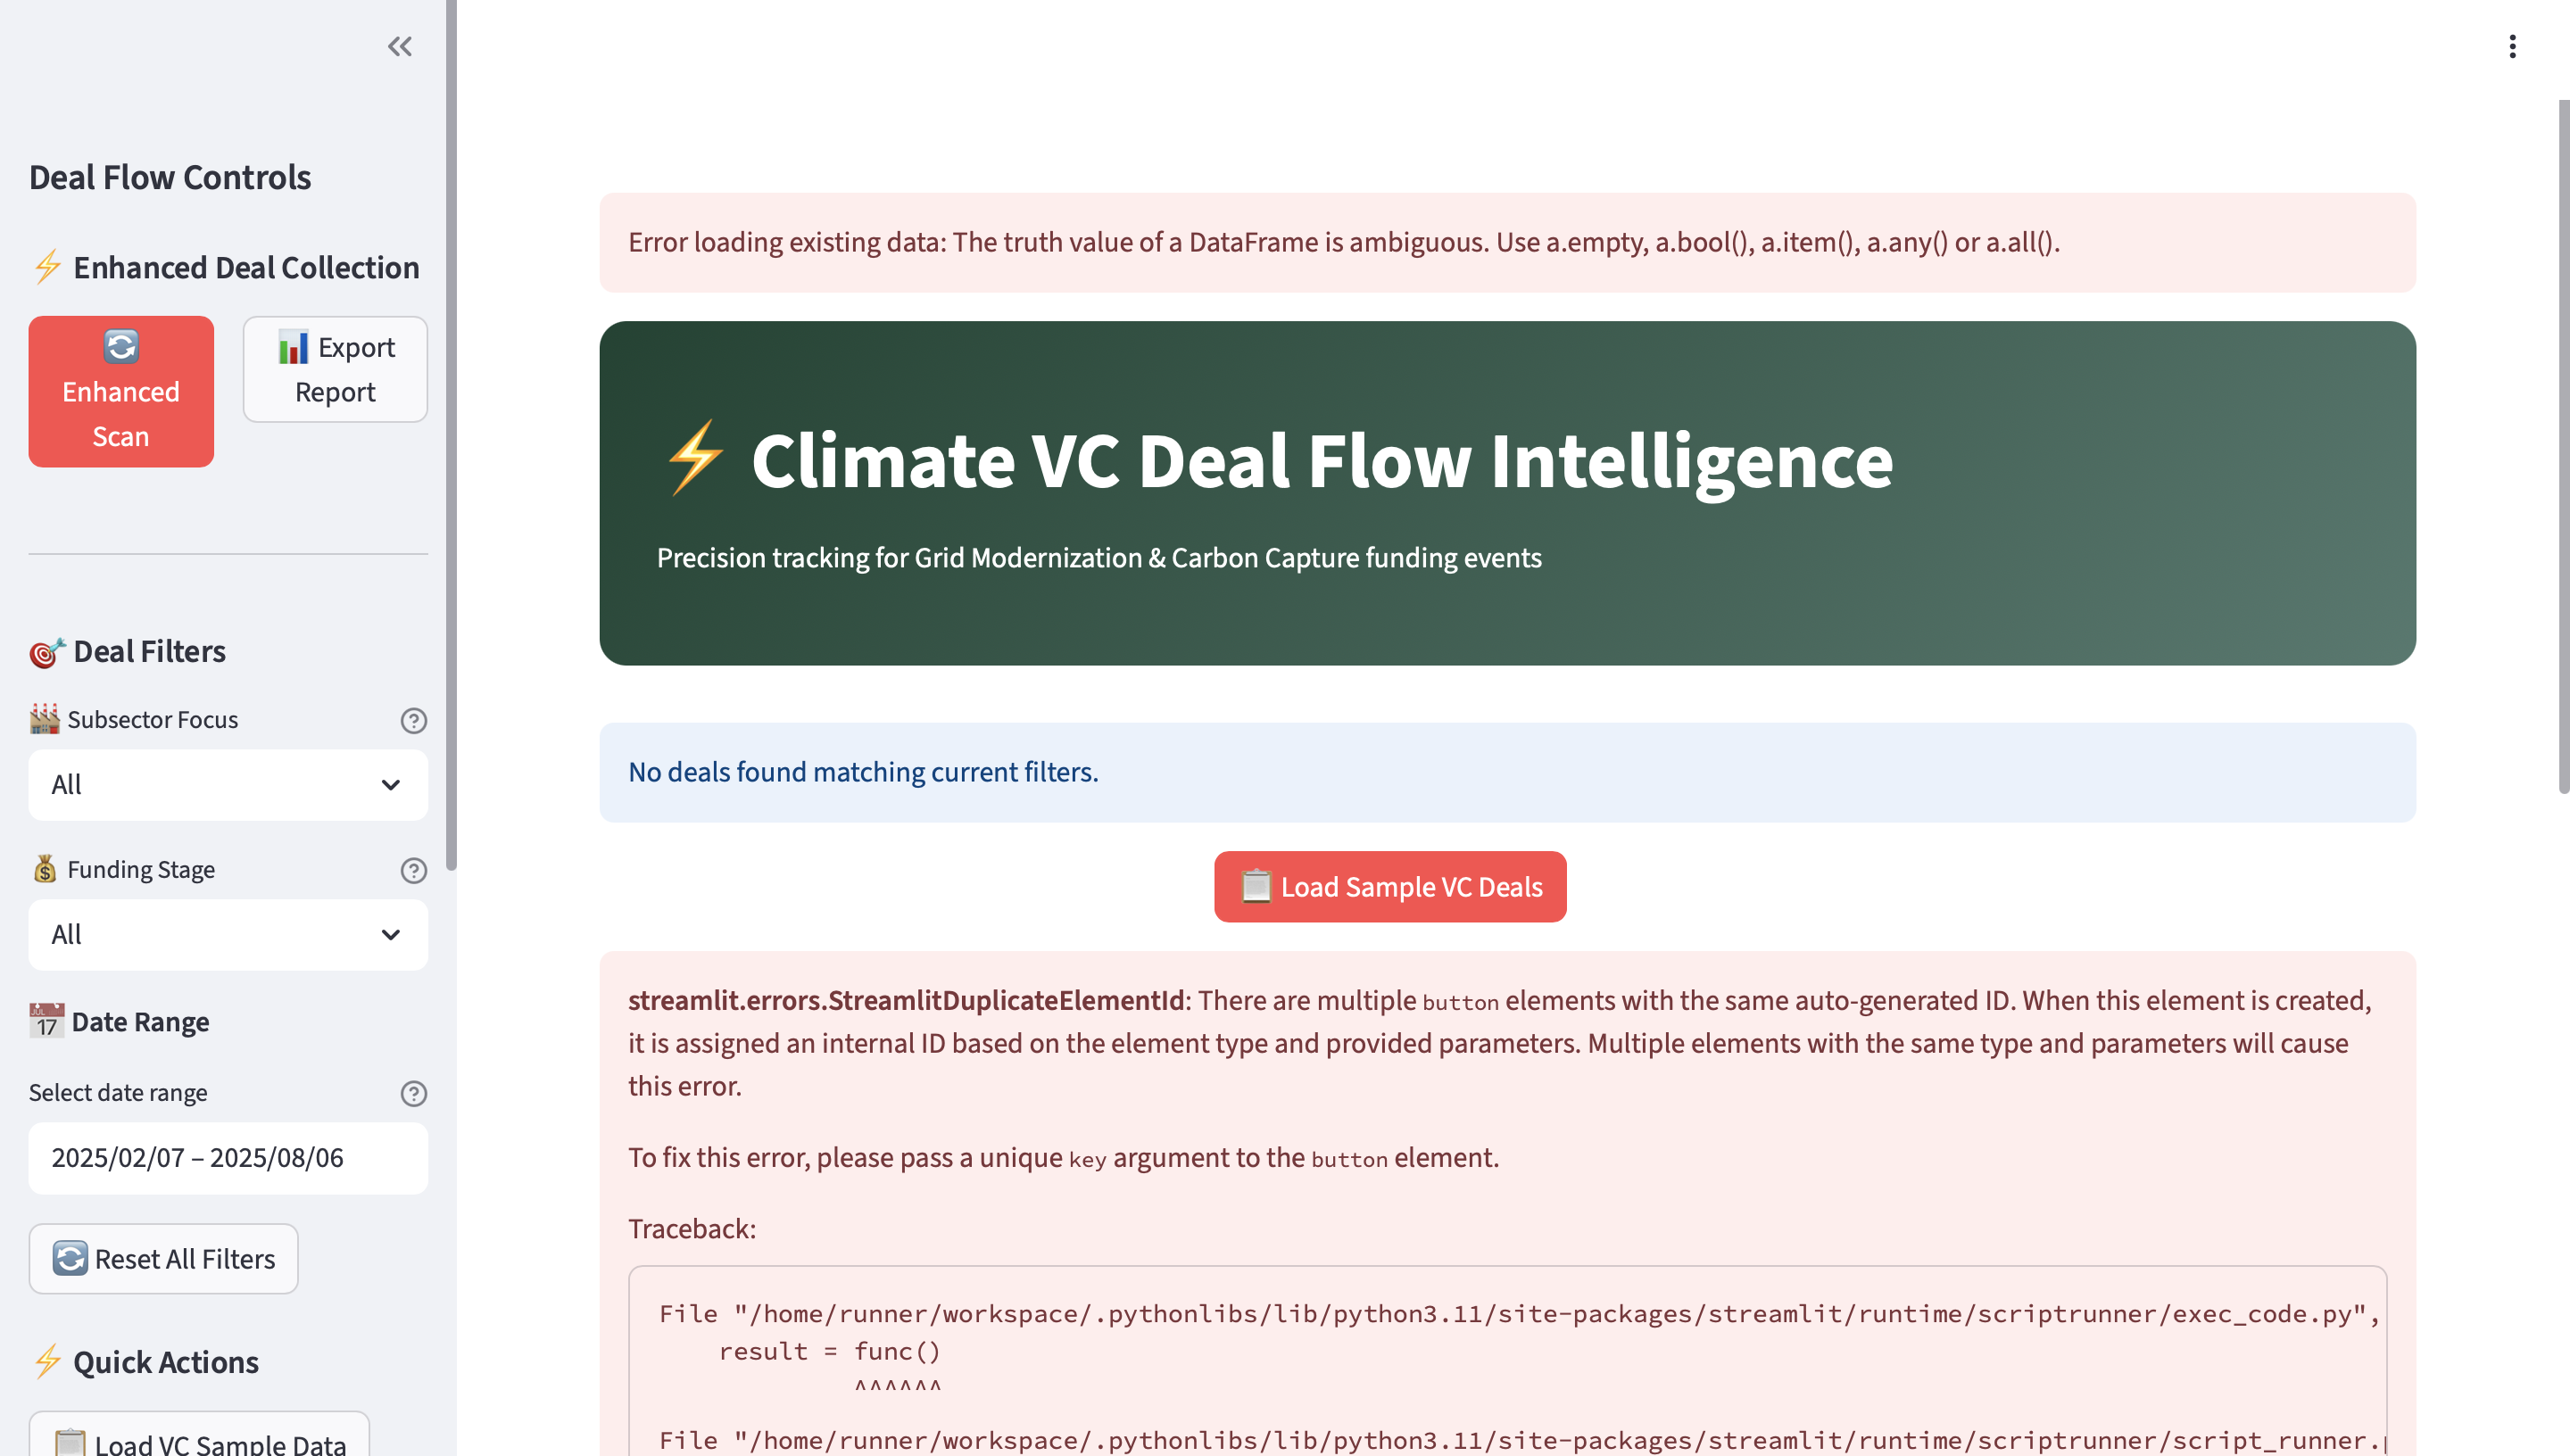 Deal Flow Controls
⚡ Enhanced Deal Collection
🔄
Enhanced
Scan
📊 Export
Report
🎯 Deal Filters
🏭 Subsector Focus
All
💰 Funding Stage
All
📅 Date Range
Select date range
2025/02/07 – 2025/08/06
🔄 Reset All Filters
⚡ Quick Actions
📋 Load VC Sample Data
Error loading existing data: The truth value of a DataFrame is ambiguous. Use a.empty, a.bool(), a.item(), a.any() or a.all().
⚡ Climate VC Deal Flow Intelligence
Precision tracking for Grid Modernization & Carbon Capture funding events
No deals found matching current filters.
📋 Load Sample VC Deals
streamlit.errors.StreamlitDuplicateElementId: There are multiple button elements with the same auto-generated ID. When this element is created,
it is assigned an internal ID based on the element type and provided parameters. Multiple elements with the same type and parameters will cause
this error.
To fix this error, please pass a unique key argument to the button element.
Traceback:
File "/home/runner/workspace/.pythonlibs/lib/python3.11/site-packages/streamlit/runtime/scriptrunner/exec_code.py",
result = func()
^^^^^^
File "/home/runner/workspace/.pythonlibs/lib/python3.11/site-packages/streamlit/runtime/scriptrunner/script_runner.